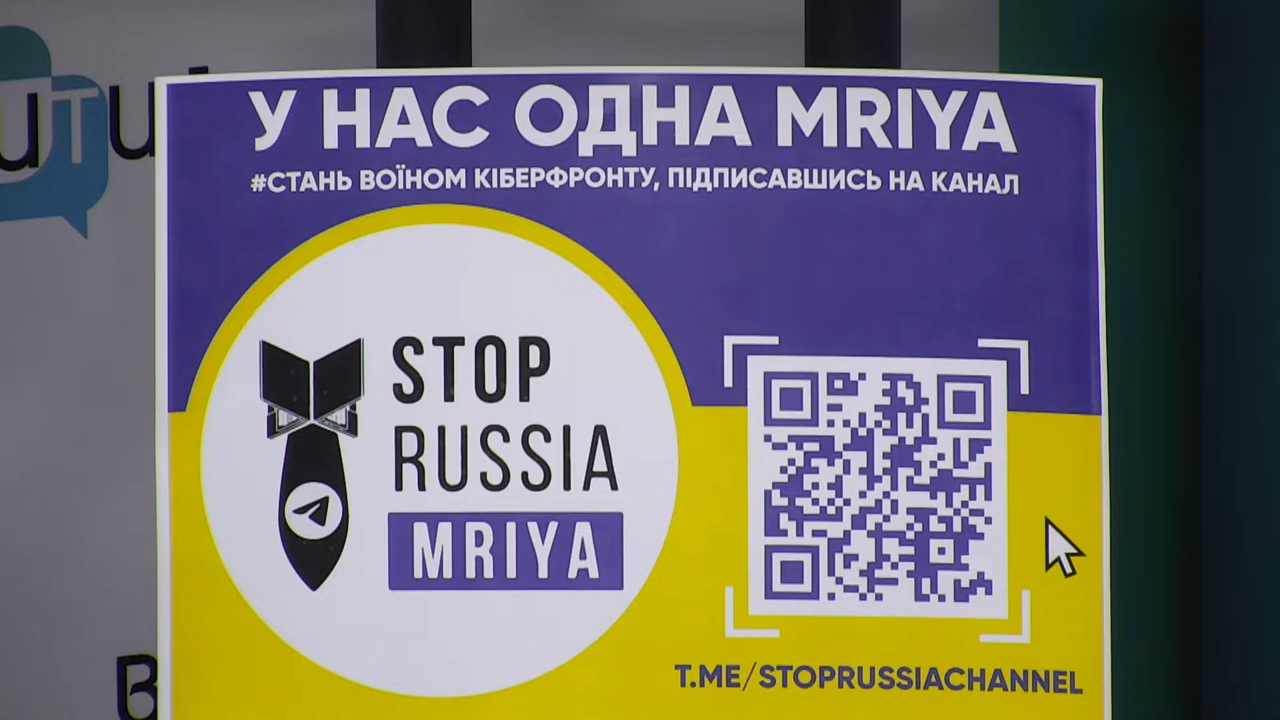 У НАС ОДНА MRIYA
#СТАНЬ ВОЇНОМ КІБЕРФРОНТУ, ПІДПИСАВШИСЬ НА КАНАЛ
STOP
RUSSIA
MRIYA
T.ME/STOPRUSSIACHANNEL